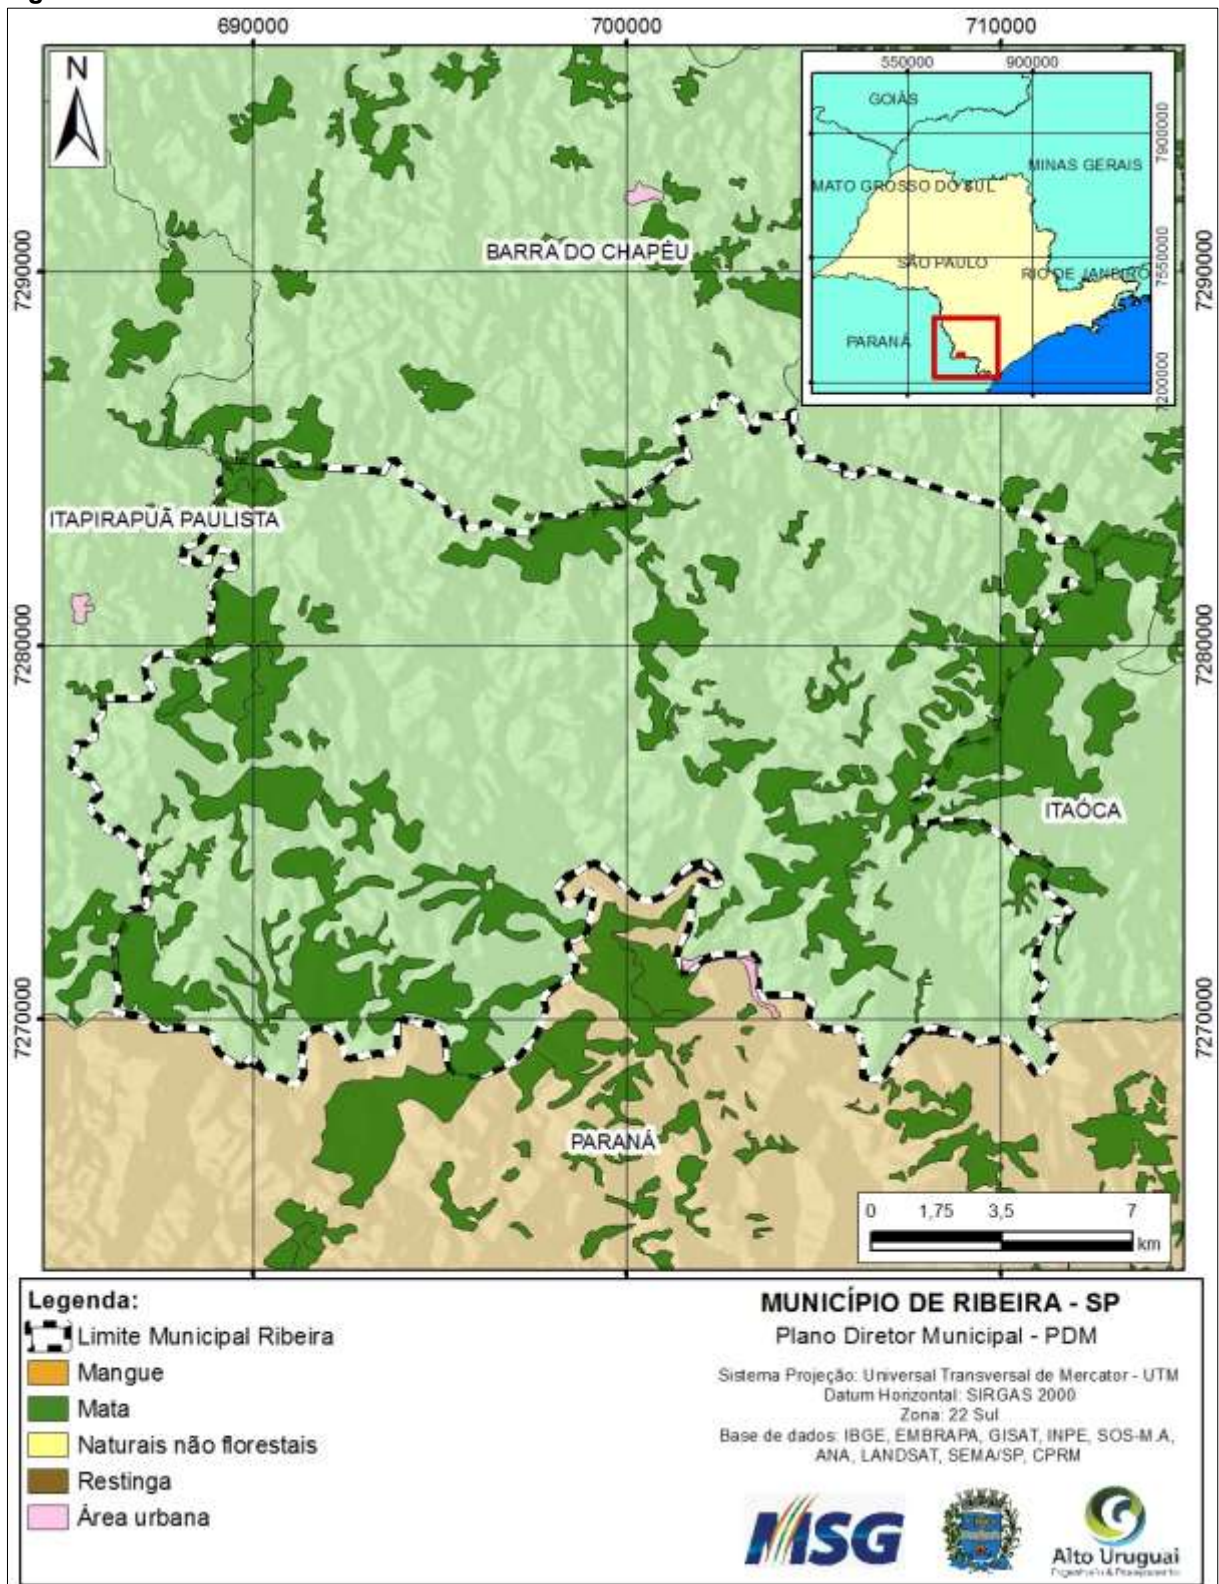 690000
700000
710000
N
550000
900000
GOIÁS
MINAS GERAIS
MATO GROSSO DO SUL
SÃO PAULO
RIO DE JANEIRO
PARANÁ
7900000
7550000
7200000
7290000
7290000
BARRA DO CHAPÉU
ITAPIRAPUÃ PAULISTA
7280000
7280000
ITAÓCA
7270000
7270000
PARANÁ
0 1,75 3,5 7
km
Legenda:
Limite Municipal Ribeira
Mangue
Mata
Naturais não florestais
Restinga
Área urbana
MUNICÍPIO DE RIBEIRA - SP
Plano Diretor Municipal - PDM
Sistema Projeção: Universal Transversal de Mercator - UTM
Datum Horizontal: SIRGAS 2000
Zona: 22 Sul
Base de dados: IBGE, EMBRAPA, GISAT, INPE, SOS-M.A,
ANA, LANDSAT, SEMA/SP, CPRM
MSG
Alto Uruguai
Engenharia & Planejamento